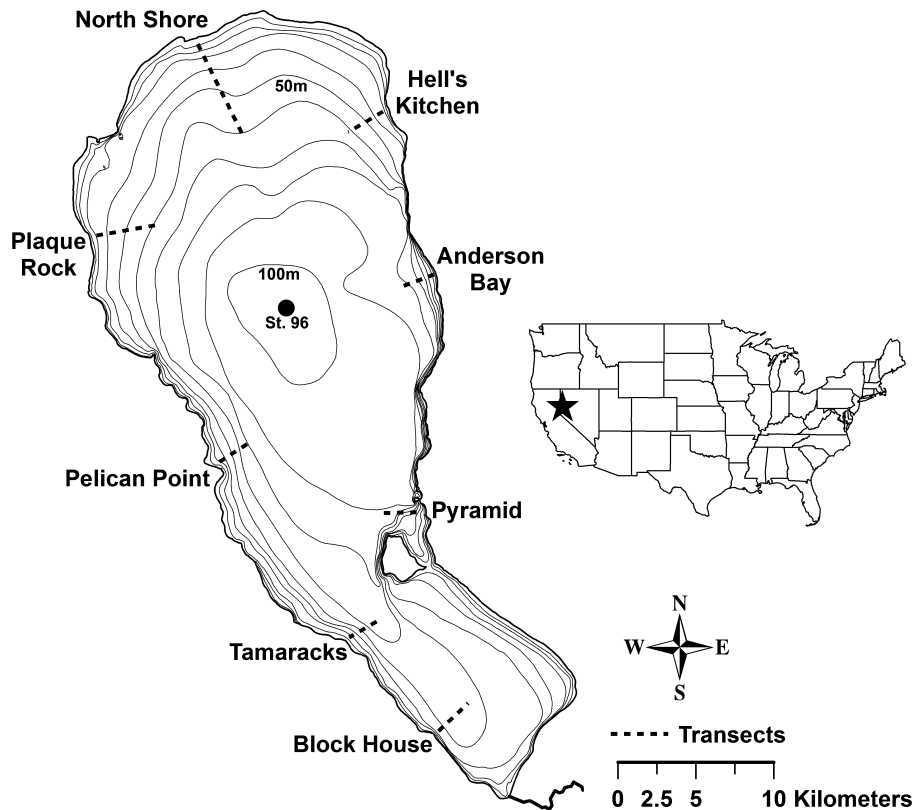 North Shore
50m
Hell's
Kitchen
Plaque
Rock
Anderson
Bay
100m
St. 96
Pelican Point
Pyramid
Tamaracks
Block House
N
W E
S
Transects
0 2.5 5 10 Kilometers